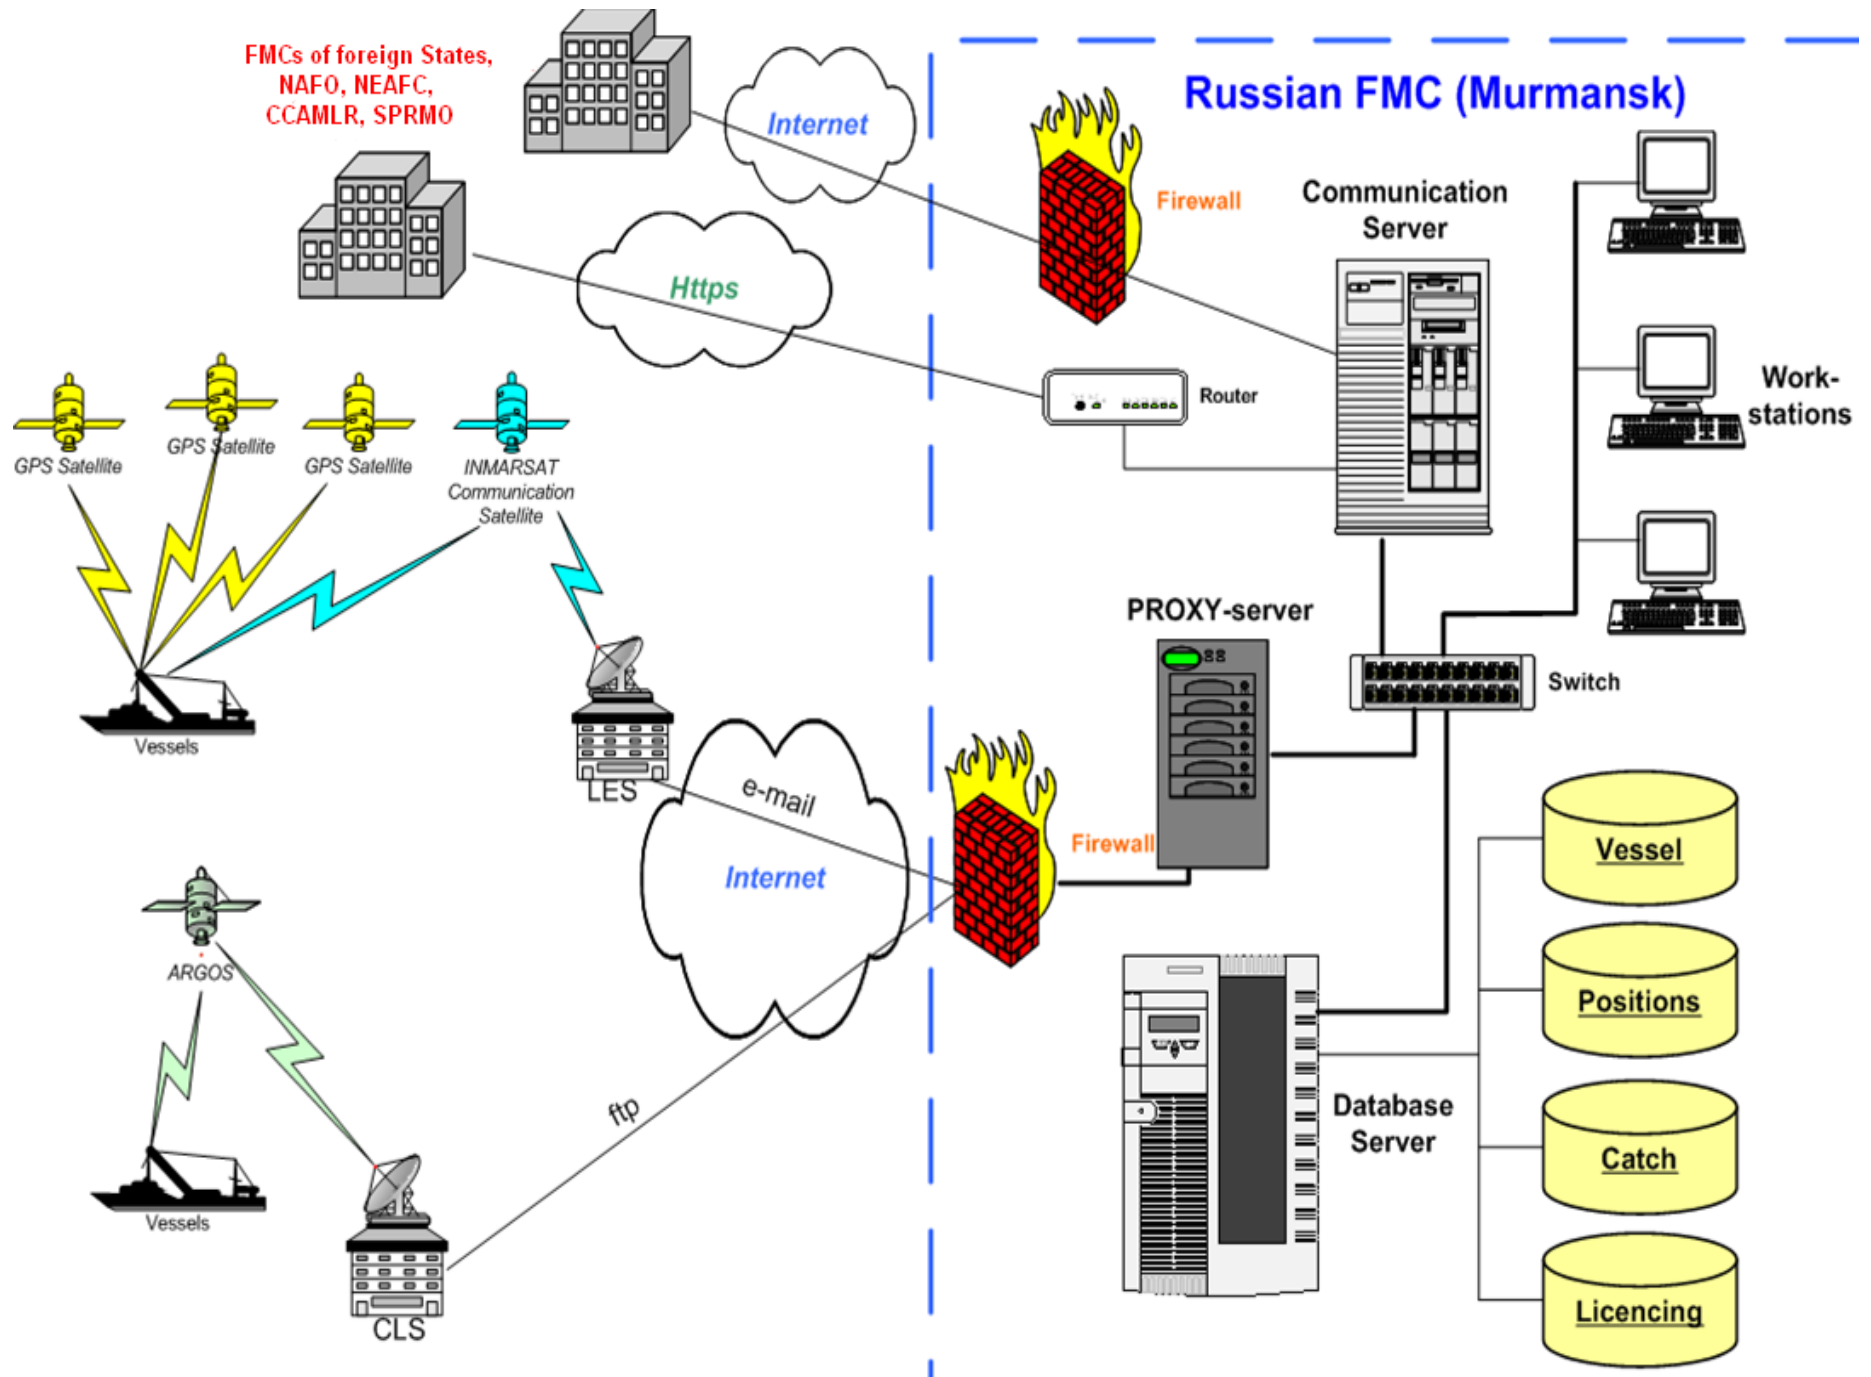 FMCs of foreign States,
NAFO, NEAFC,
CCAMLR, SPRMO
Internet
Https
Russian FMC (Murmansk)
Firewall
Communication
Server
Router
Work-
stations
GPS Satellite
GPS Satellite
GPS Satellite
INMARSAT
Communication
Satellite
Vessels
LES
e-mail
Internet
PROXY-server
Switch
Firewall
ARGOS
Vessels
CLS
ftp
Database
Server
Vessel
Positions
Catch
Licencing